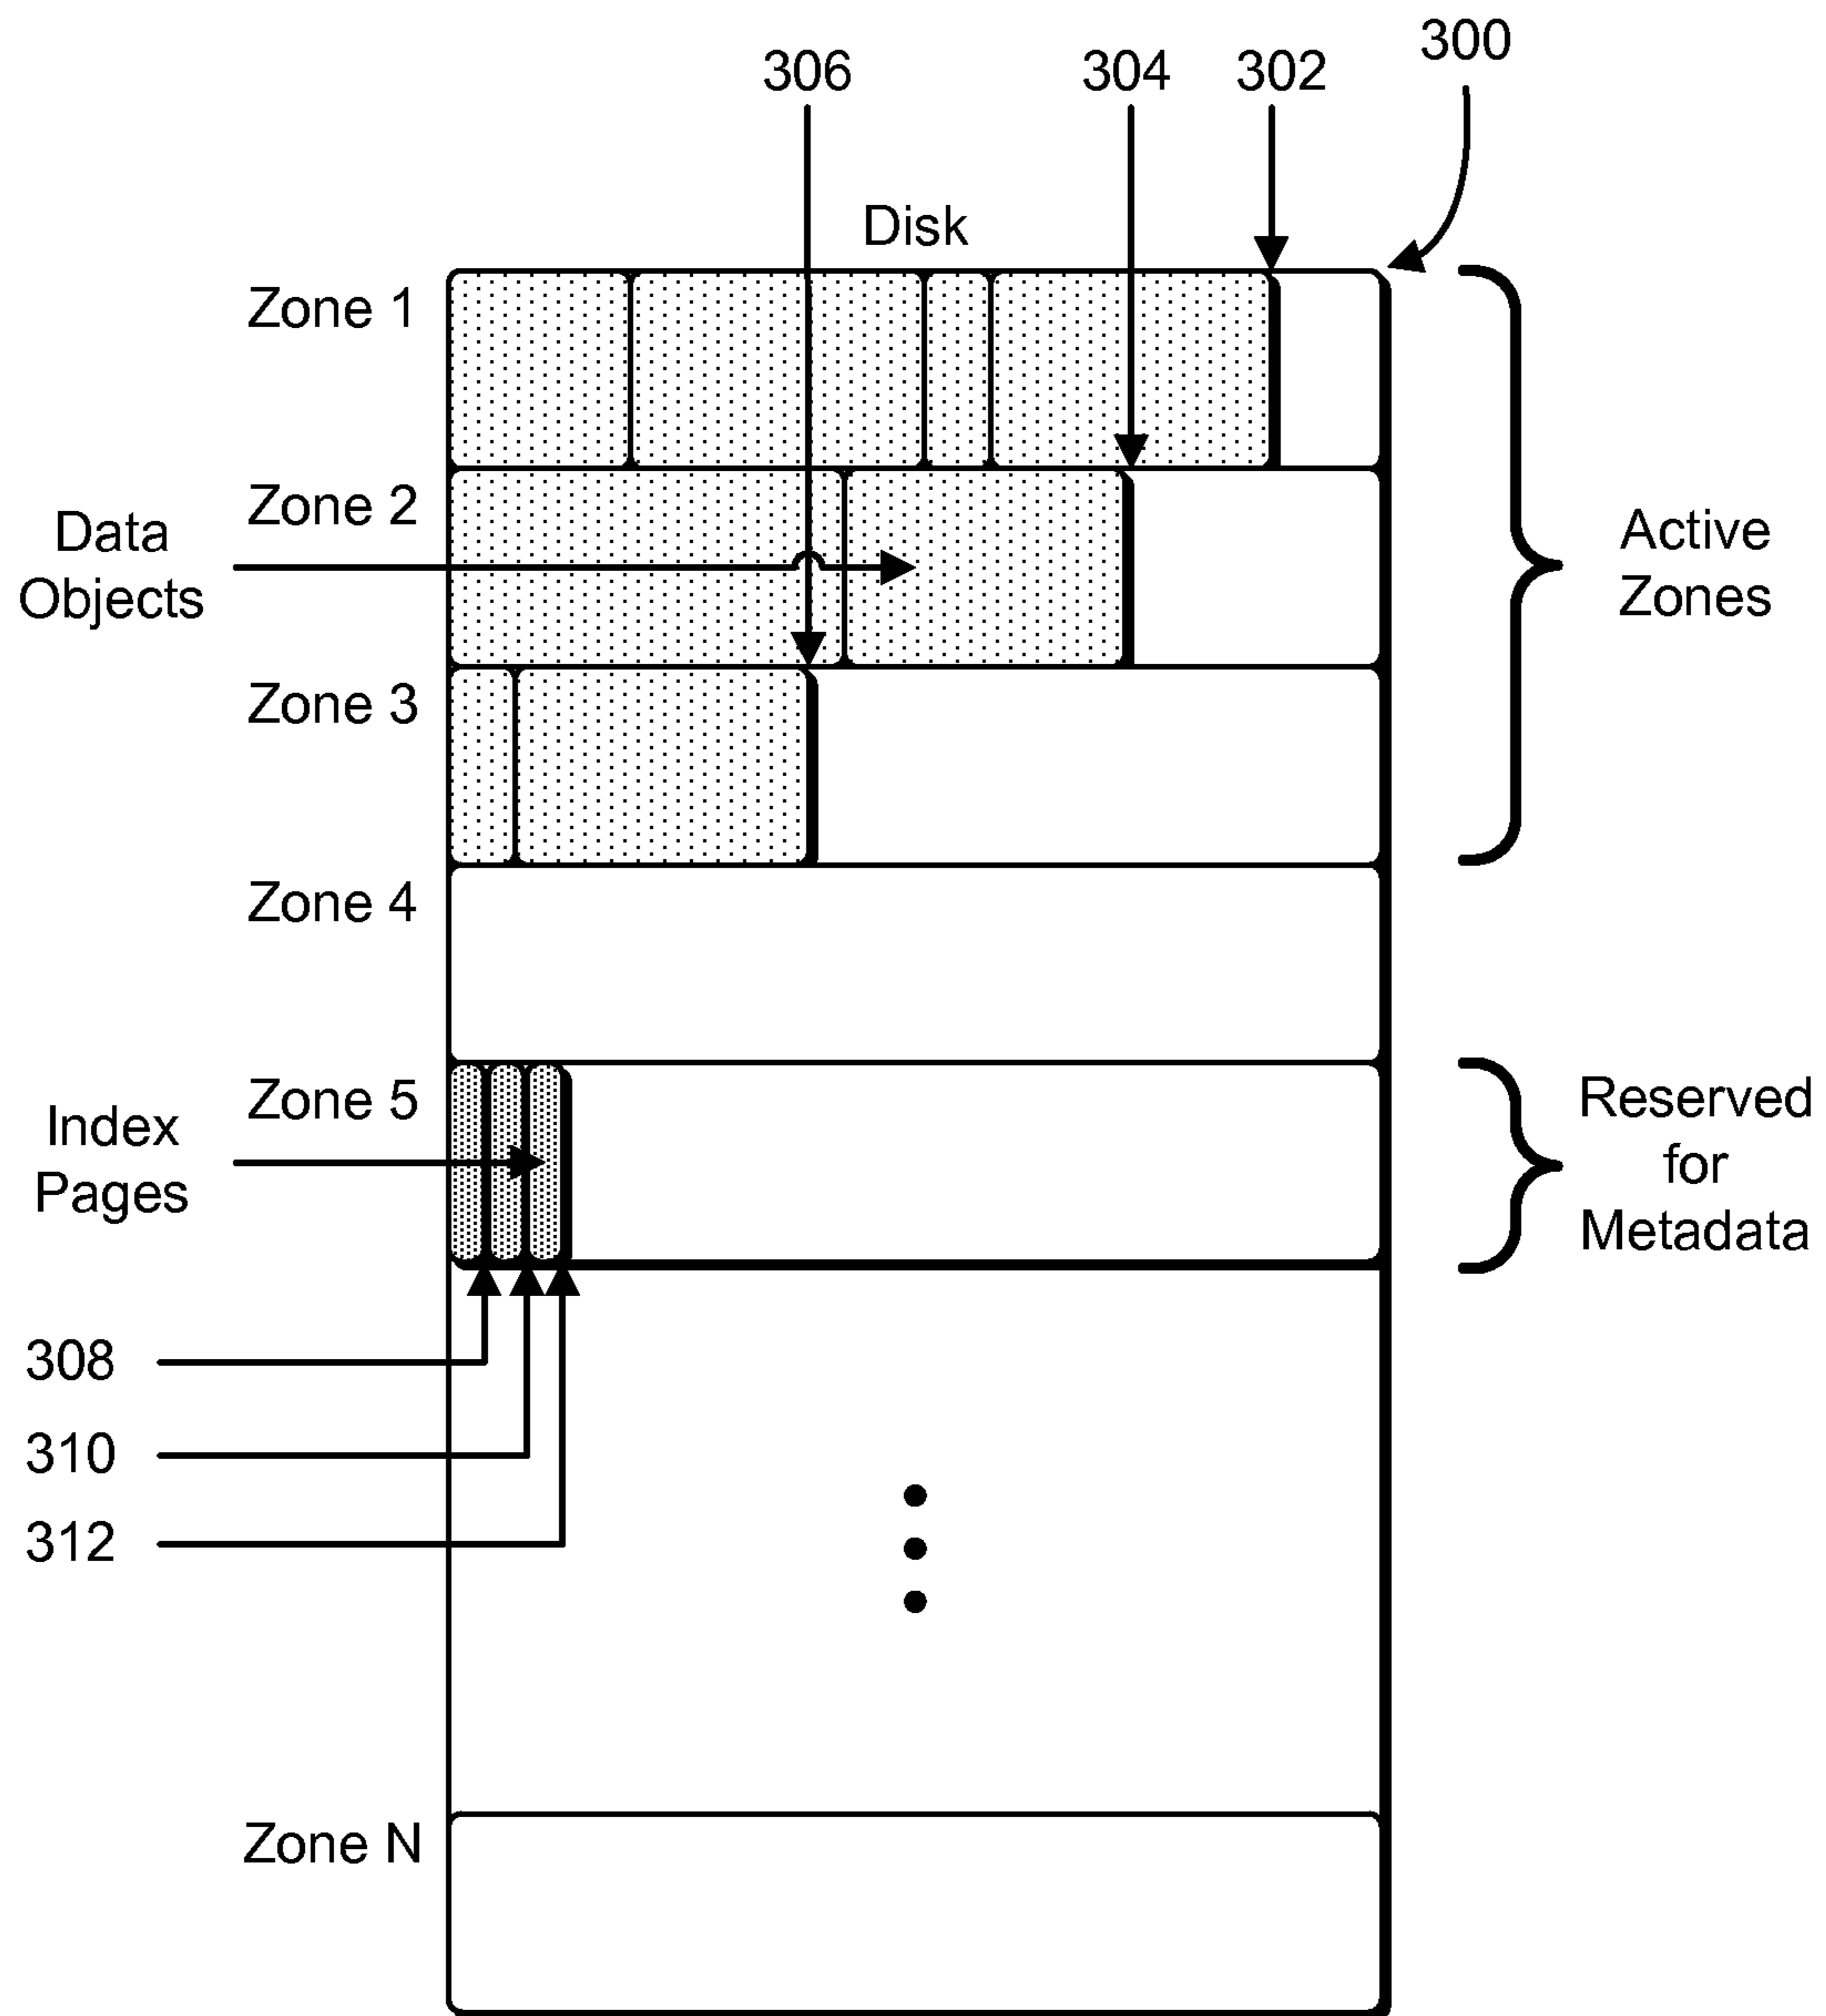 300
306 304 302
Disk
Zone 1
Zone 2
Data
Objects
Active
Zones
Zone 3
Zone 4
Zone 5
Index
Pages
Reserved
for
Metadata
308
310
312
Zone N